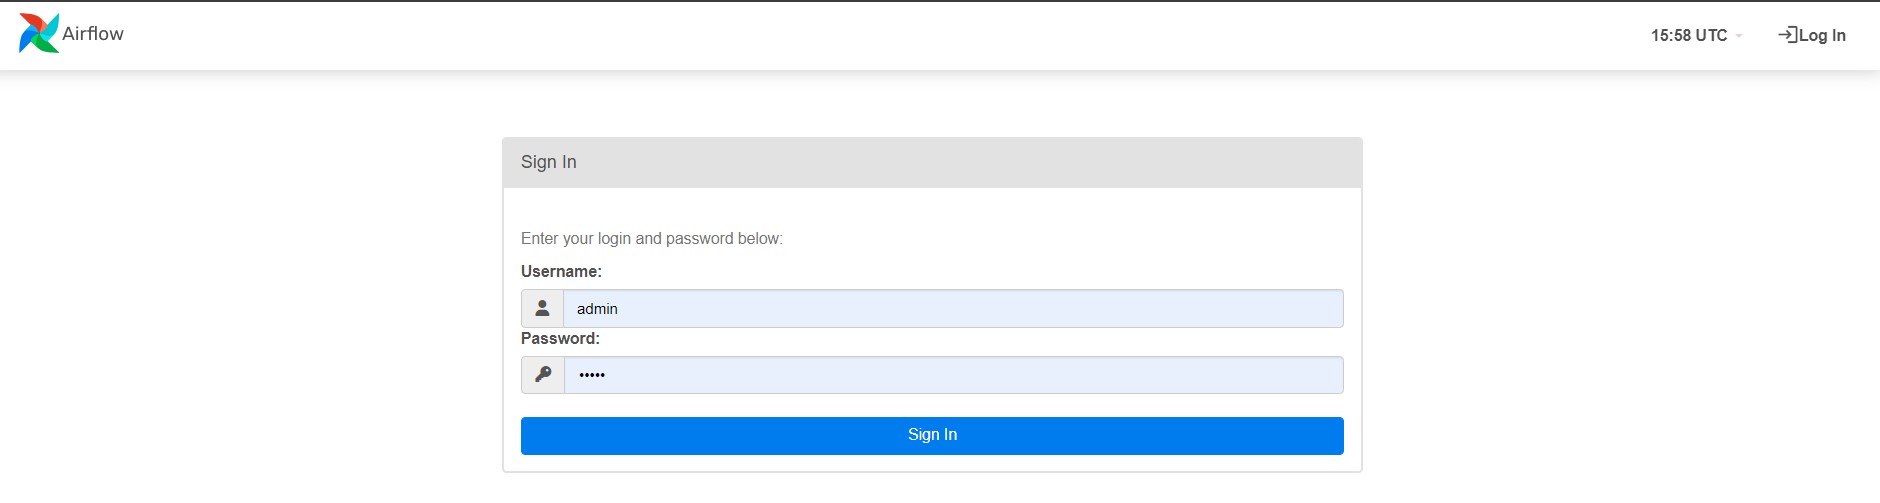 Airflow
15:58 UTC
Log In
Sign In
Enter your login and password below:
Username:
admin
Password:
•••••
Sign In